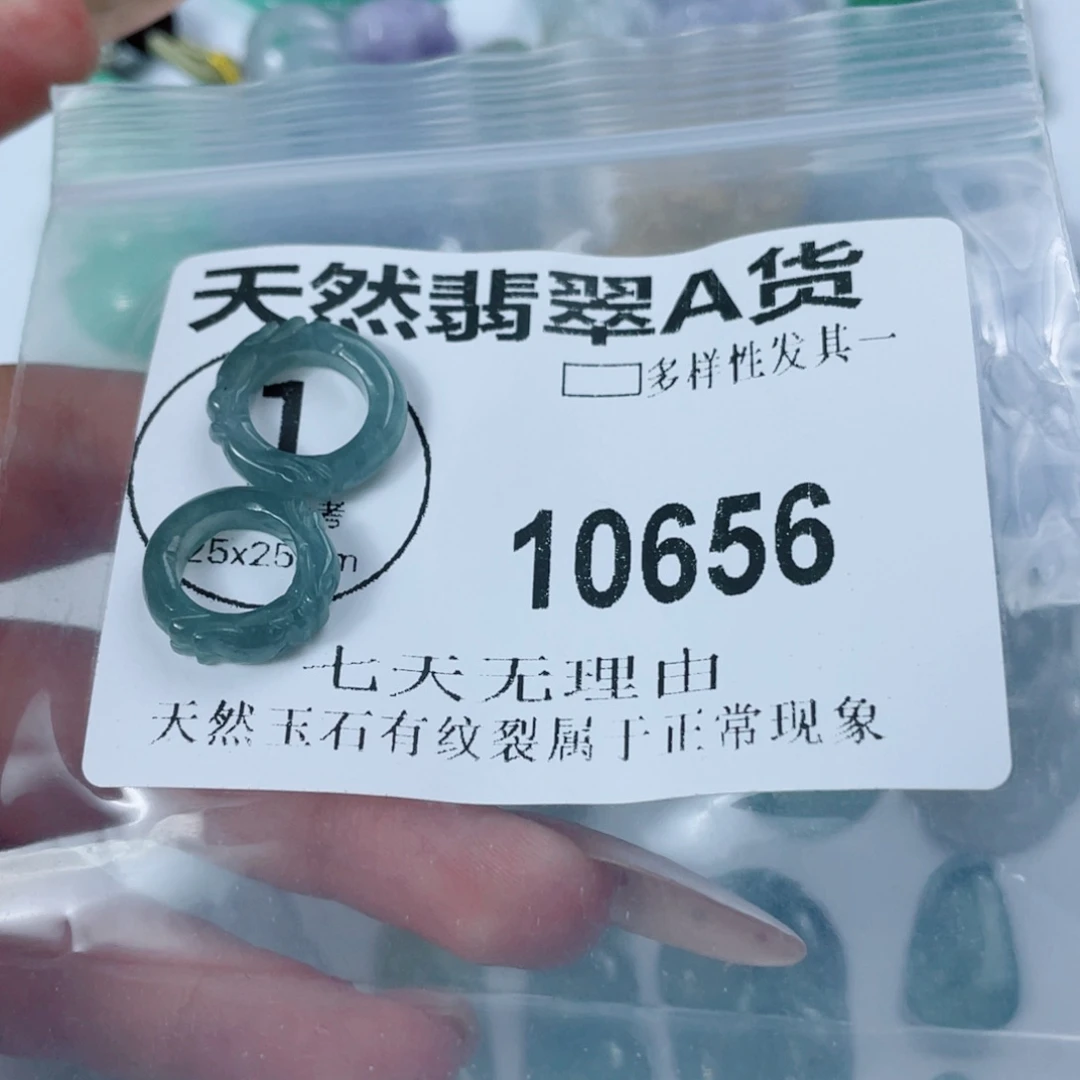 天然翡翠A货
多样性发其一
1
考
25x25 m
10656
七天无理由
天然玉石有纹裂属于正常现象